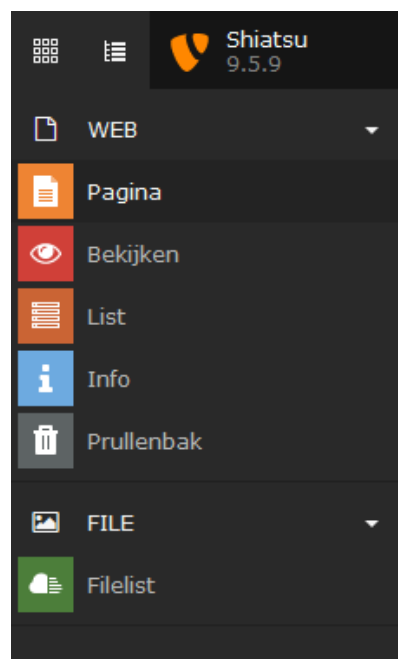 Shiatsu
9.5.9
WEB
Pagina
Bekijken
List
Info
Prullenbak
FILE
Filelist